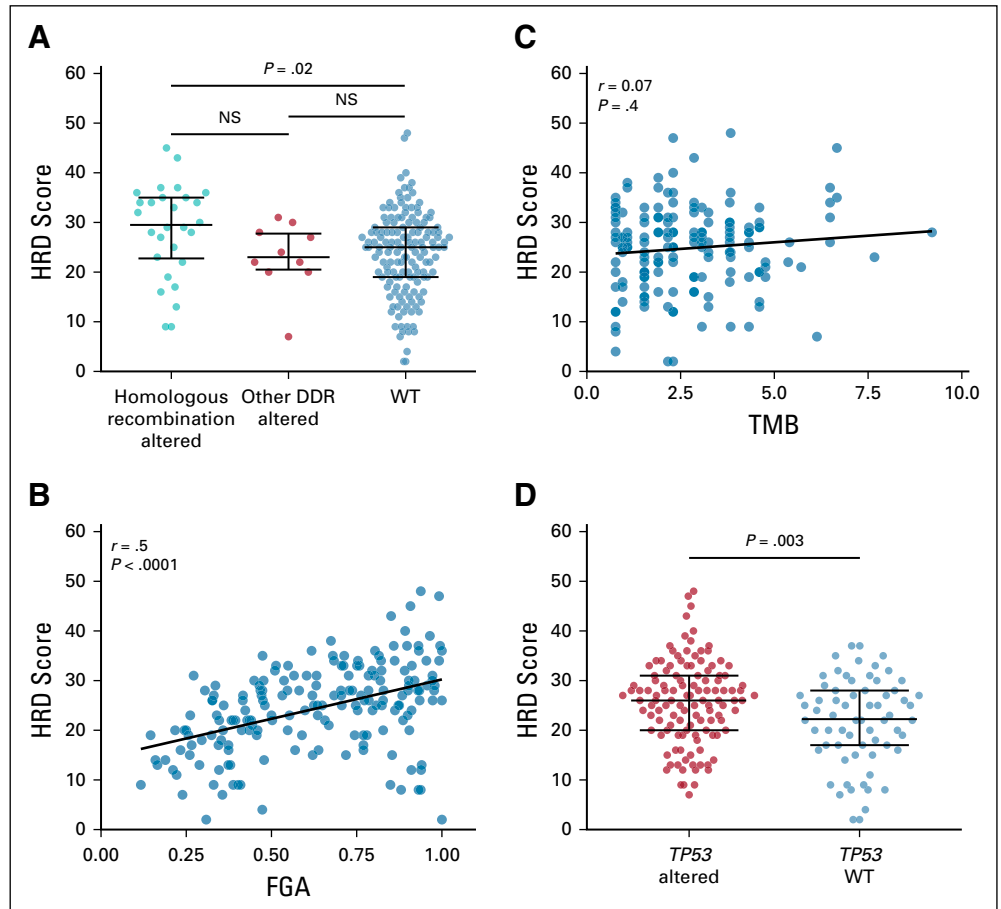 A
P = .02
NS
NS
60
50
40
30
20
10
0
HRD Score
Homologous
recombination
altered
Other DDR
altered
WT
C
r = 0.07
P = .4
60
50
40
30
20
10
0
HRD Score
0.0
2.5
5.0
7.5
10.0
TMB
B
r = .5
P < .0001
60
50
40
30
20
10
0
HRD Score
0.00
0.25
0.50
0.75
1.00
FGA
D
P = .003
60
50
40
30
20
10
0
HRD Score
TP53
altered
TP53
WT